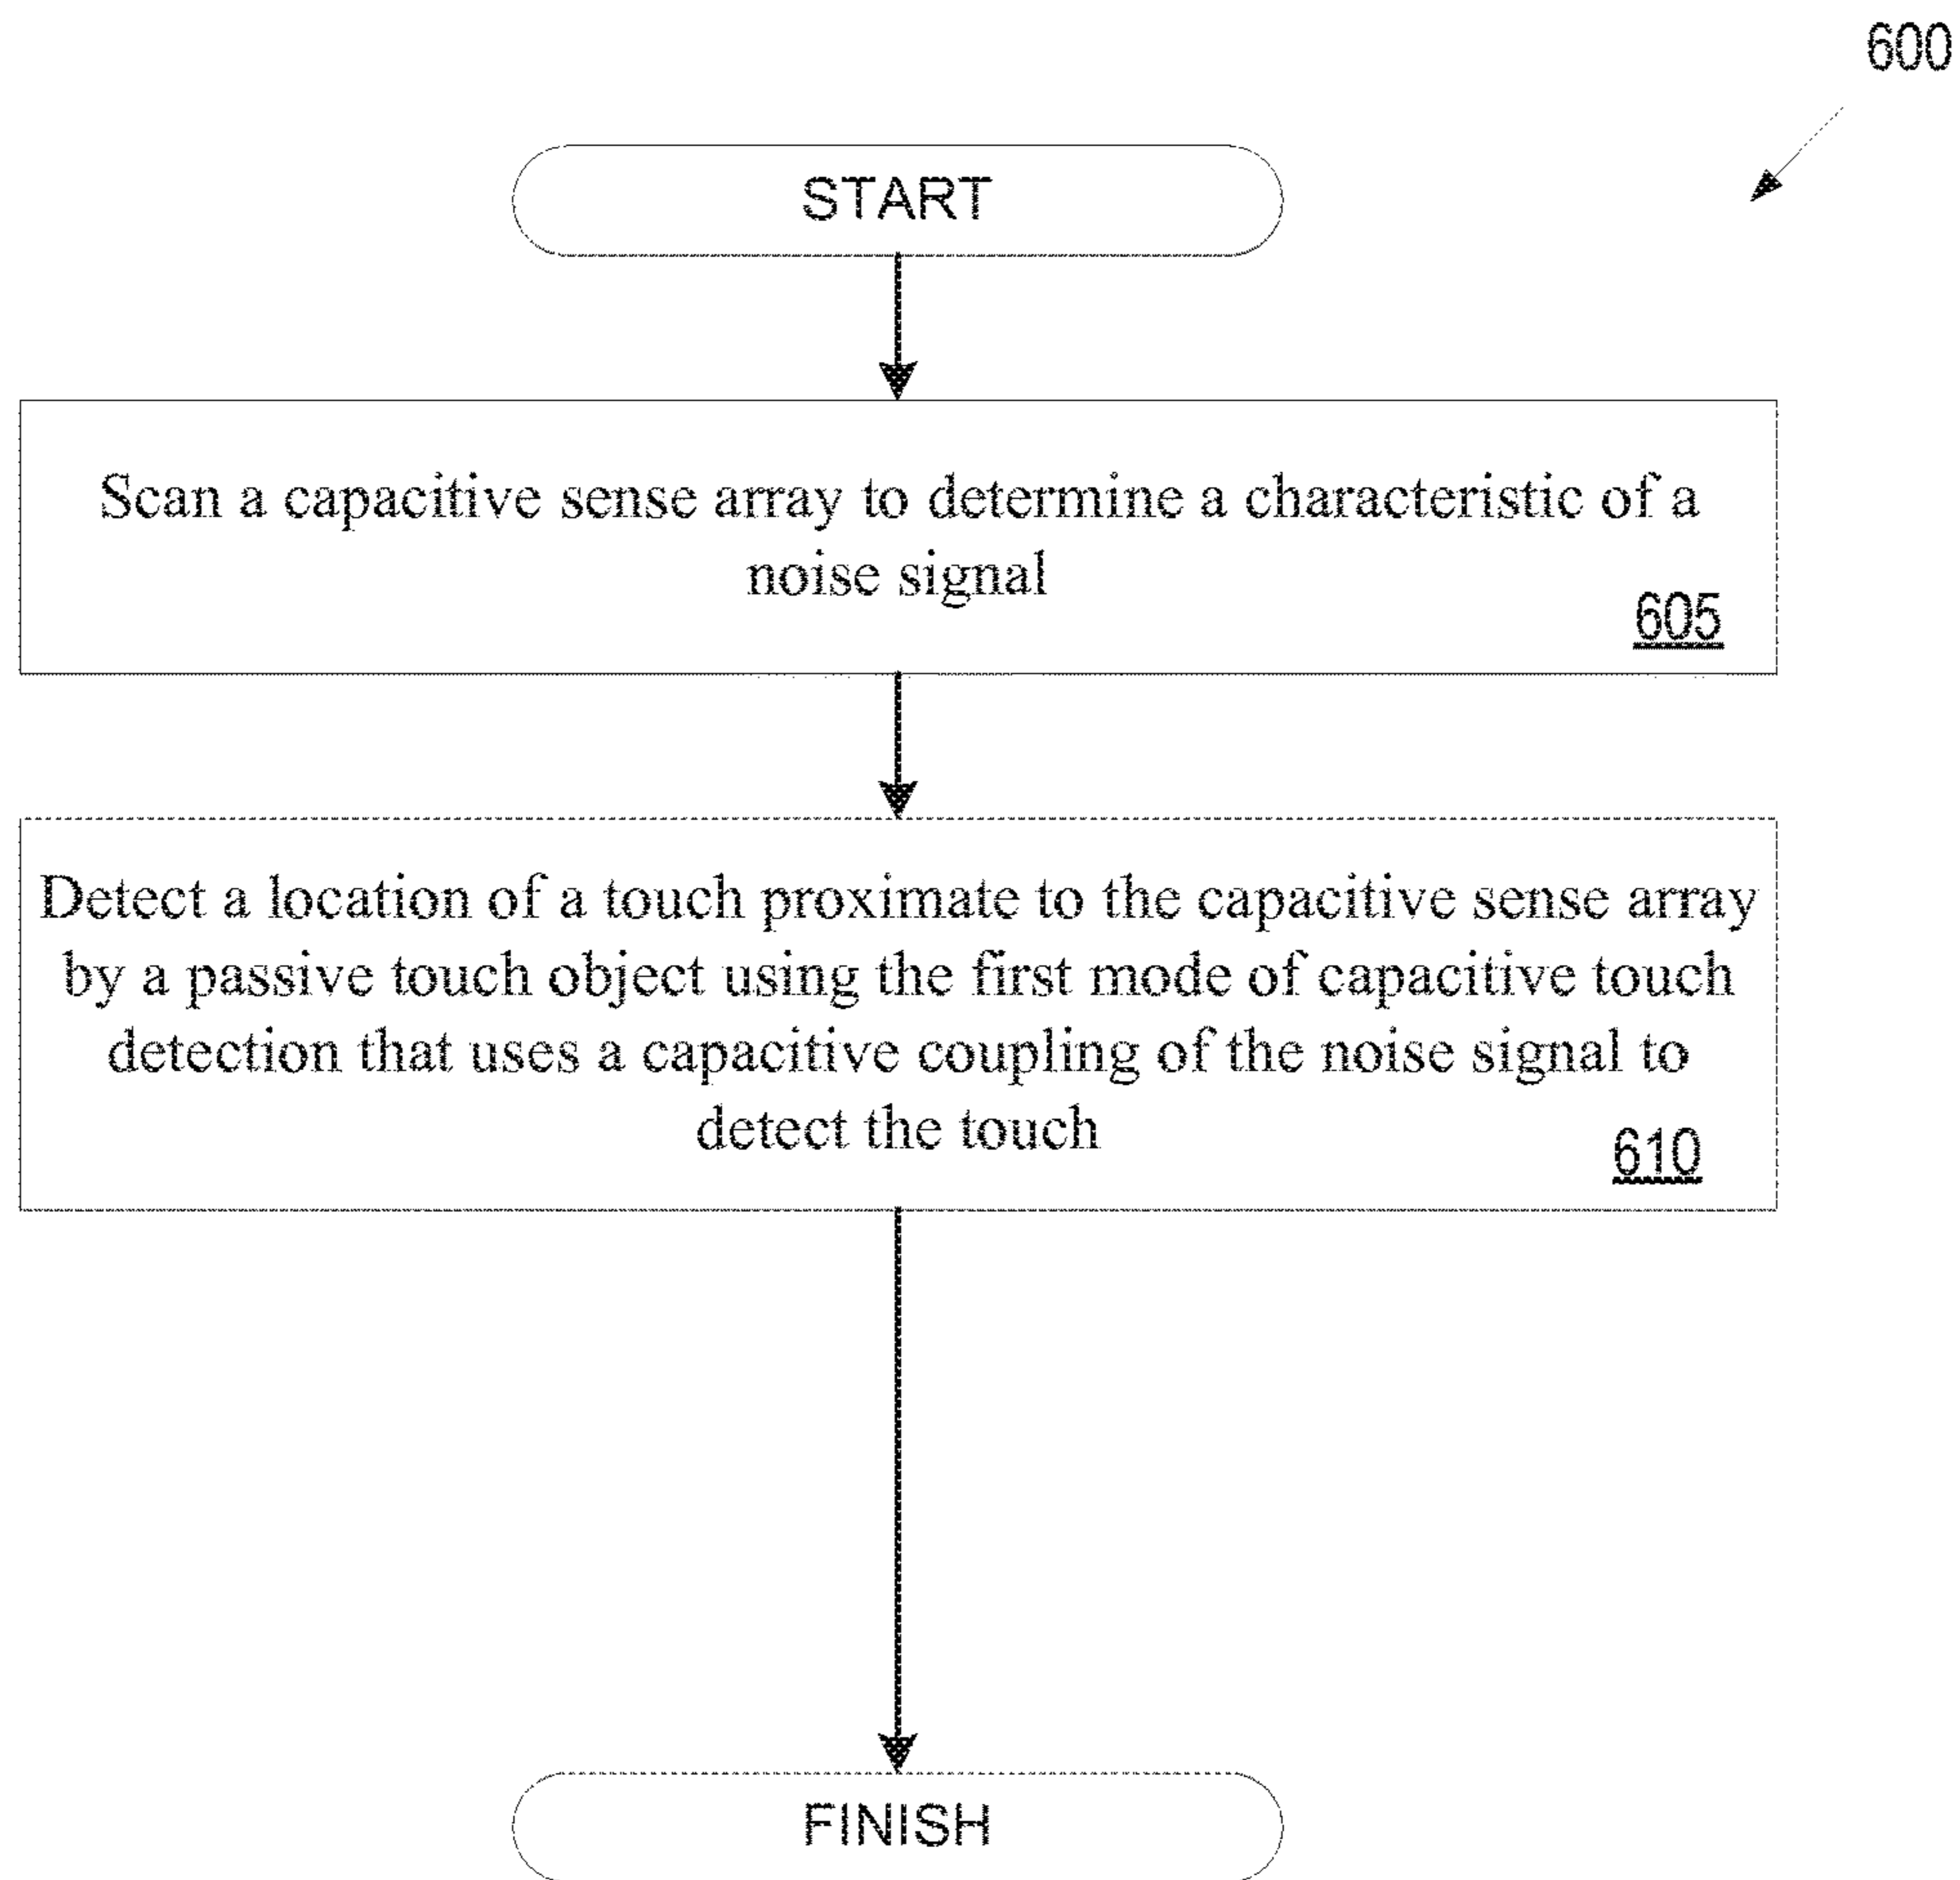 600
START
Scan a capacitive sense array to determine a characteristic of a
noise signal
605
Detect a location of a touch proximate to the capacitive sense array
by a passive touch object using the first mode of capacitive touch
detection that uses a capacitive coupling of the noise signal to
detect the touch
610
FINISH